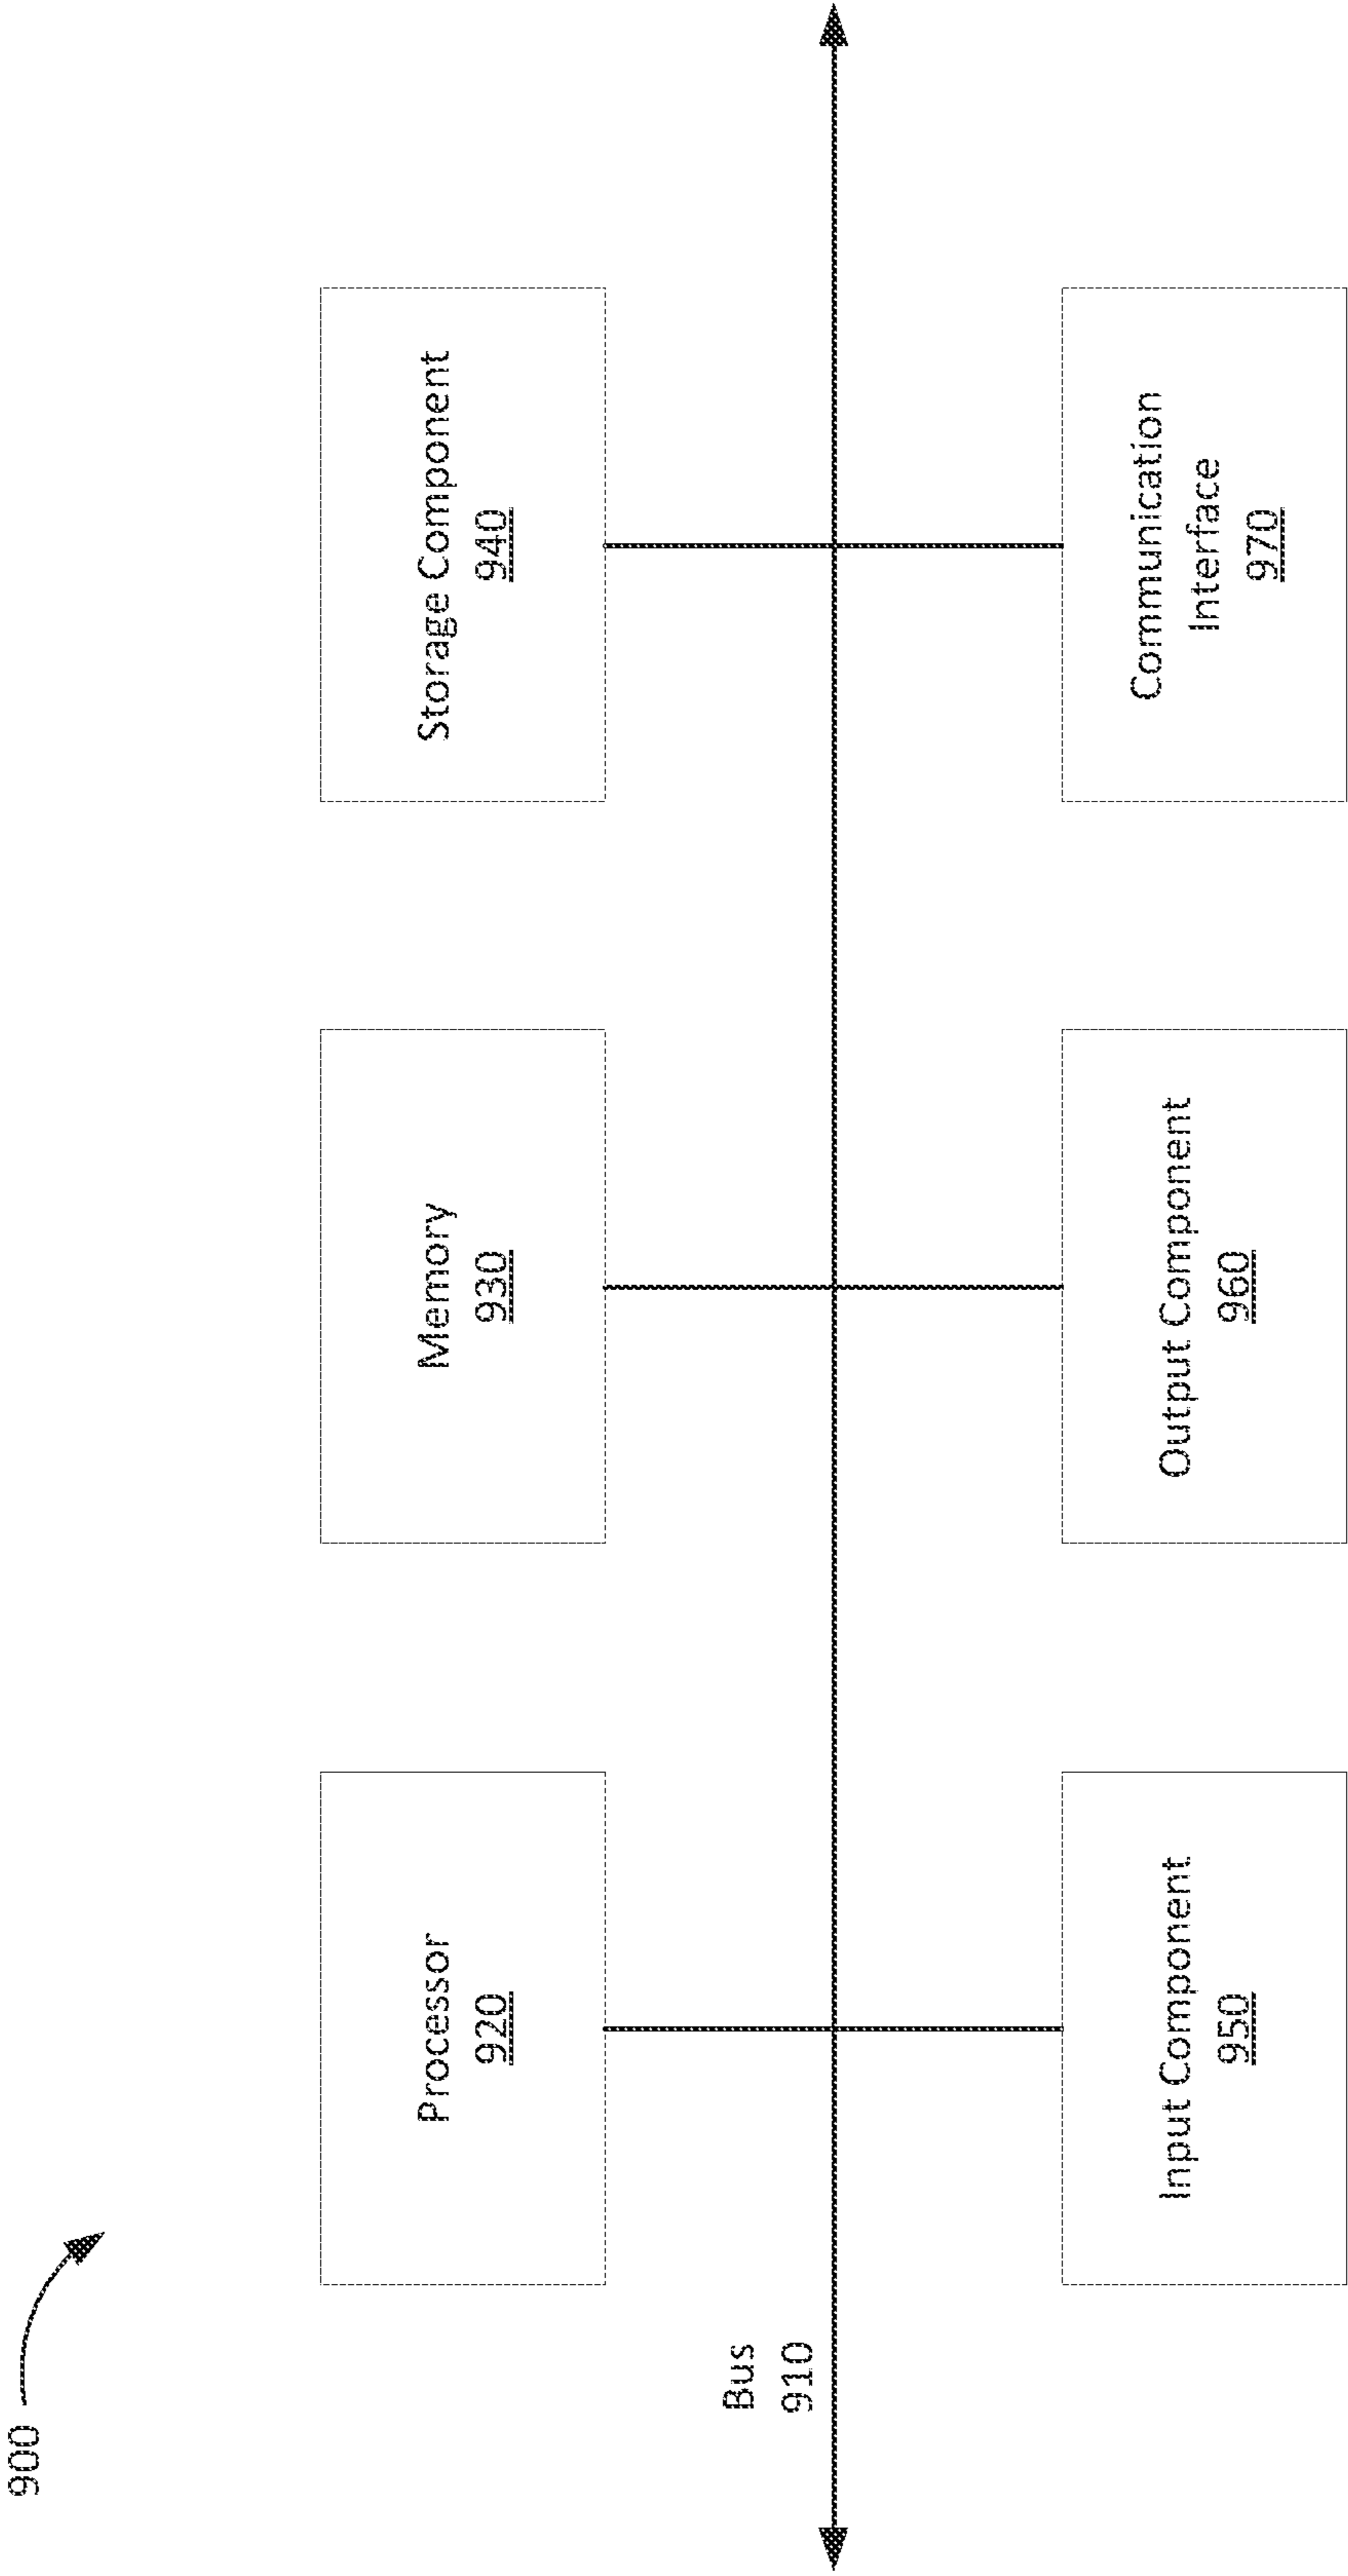 900
Processor
920
Memory
930
Storage Component
940
Bus
910
Input Component
950
Output Component
960
Communication
Interface
970